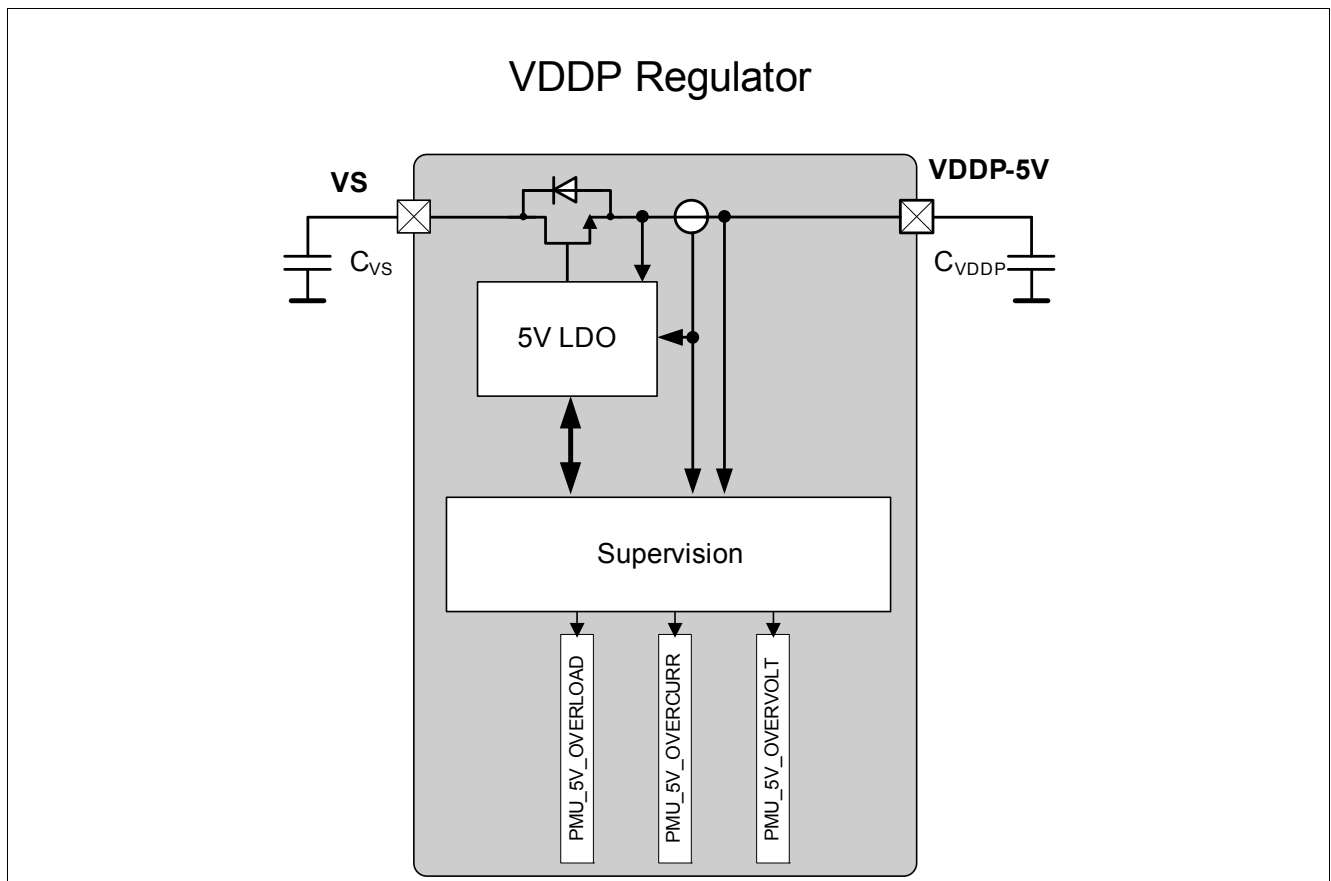 VDDP Regulator
VS
VDDP-5V
CVS
CVDDP
5V LDO
Supervision
PMU_5V_OVERLOAD
PMU_5V_OVERCURR
PMU_5V_OVERVOLT